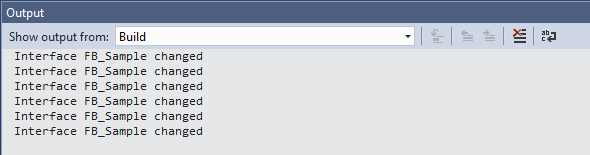 Output
Show output from: Build
Interface FB_Sample changed
Interface FB_Sample changed
Interface FB_Sample changed
Interface FB_Sample changed
Interface FB_Sample changed
Interface FB_Sample changed